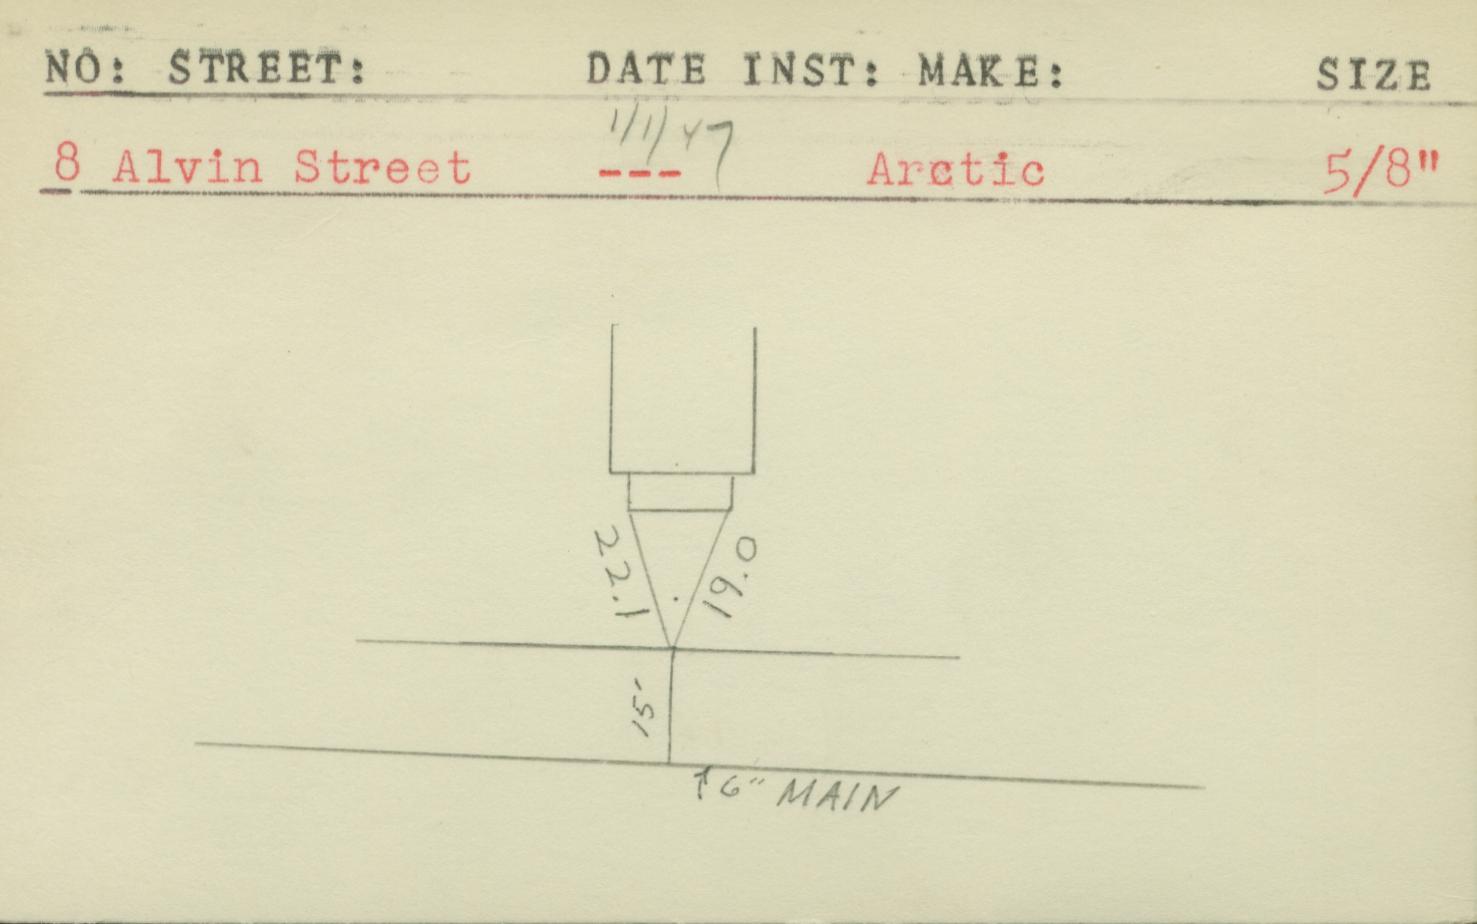 NO: STREET: DATE INST: MAKE: SIZE
1/1/47
8 Alvin Street --- Arctic 5/8"
22.1
19.0
15'
↑6" MAIN